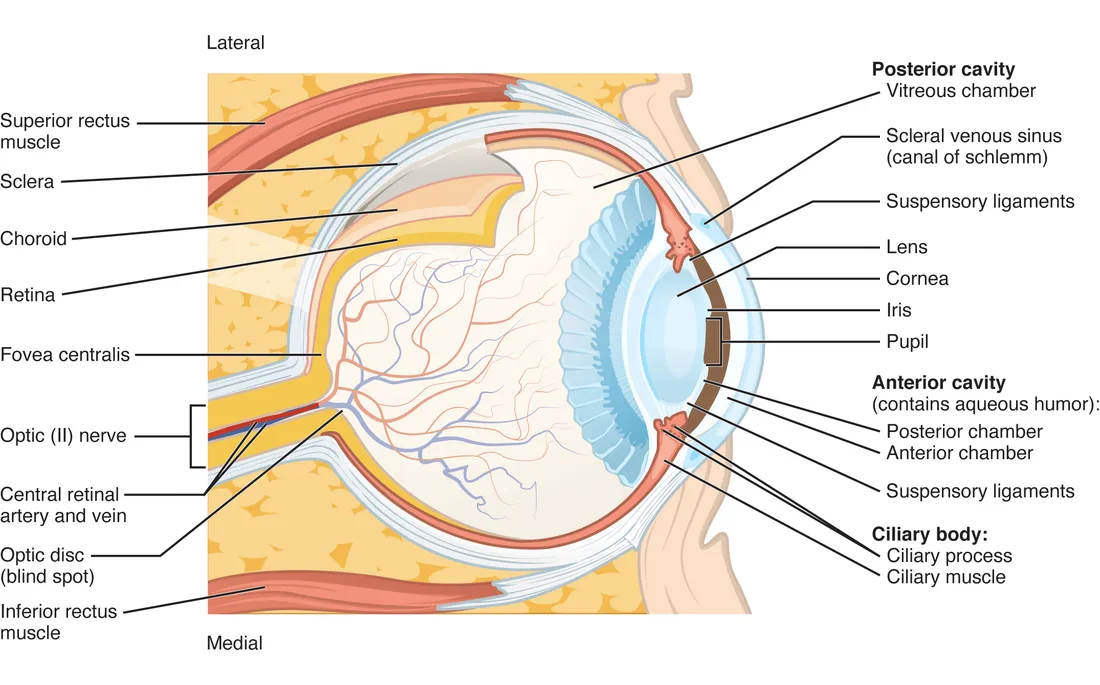 Lateral
Superior rectus
muscle
Sclera
Choroid
Retina
Fovea centralis
Optic (II) nerve
Central retinal
artery and vein
Optic disc
(blind spot)
Inferior rectus
muscle
Medial
Posterior cavity
Vitreous chamber
Scleral venous sinus
(canal of schlemm)
Suspensory ligaments
Lens
Cornea
Iris
Pupil
Anterior cavity
(contains aqueous humor):
Posterior chamber
Anterior chamber
Suspensory ligaments
Ciliary body:
Ciliary process
Ciliary muscle